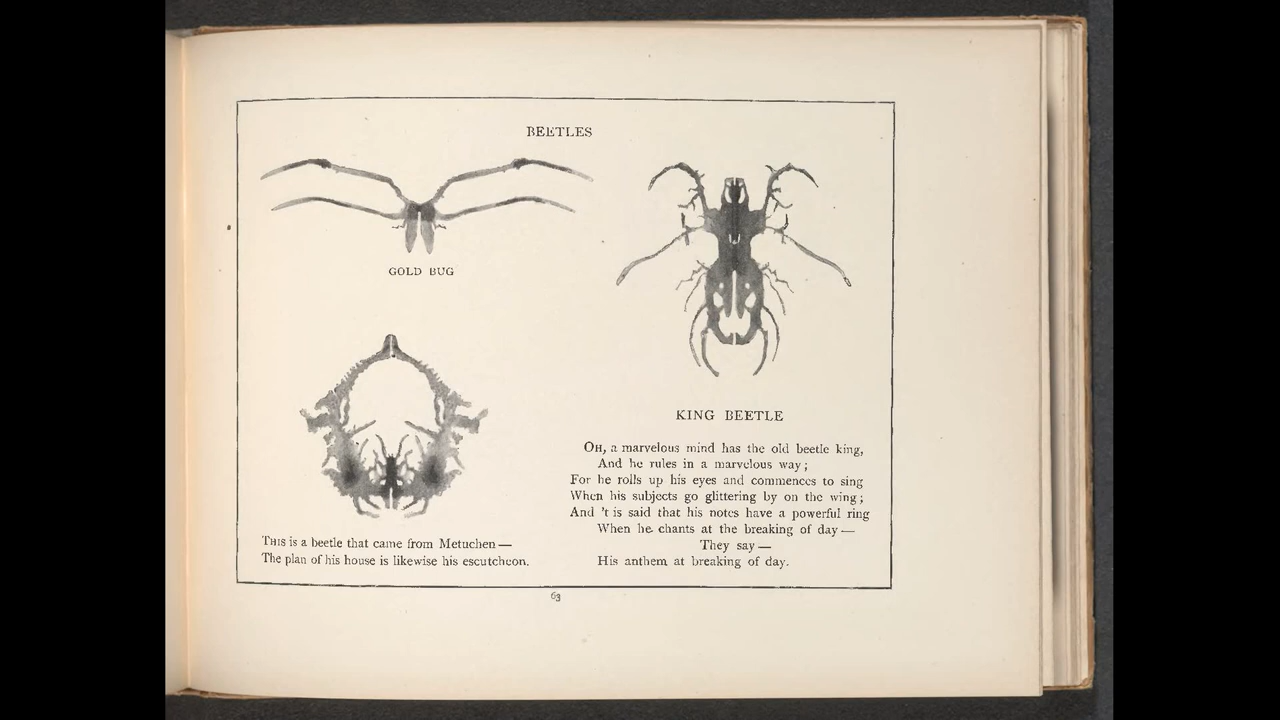 BEETLES
GOLD BUG
THIS is a beetle that came from Metuchen—
The plan of his house is likewise his escutcheon.
KING BEETLE
OH, a marvelous mind has the old beetle king,
And he rules in a marvelous way;
For he rolls up his eyes and commences to sing
When his subjects go glittering by on the wing;
And 't is said that his notes have a powerful ring
When he chants at the breaking of day—
They say—
His anthem at breaking of day.
63